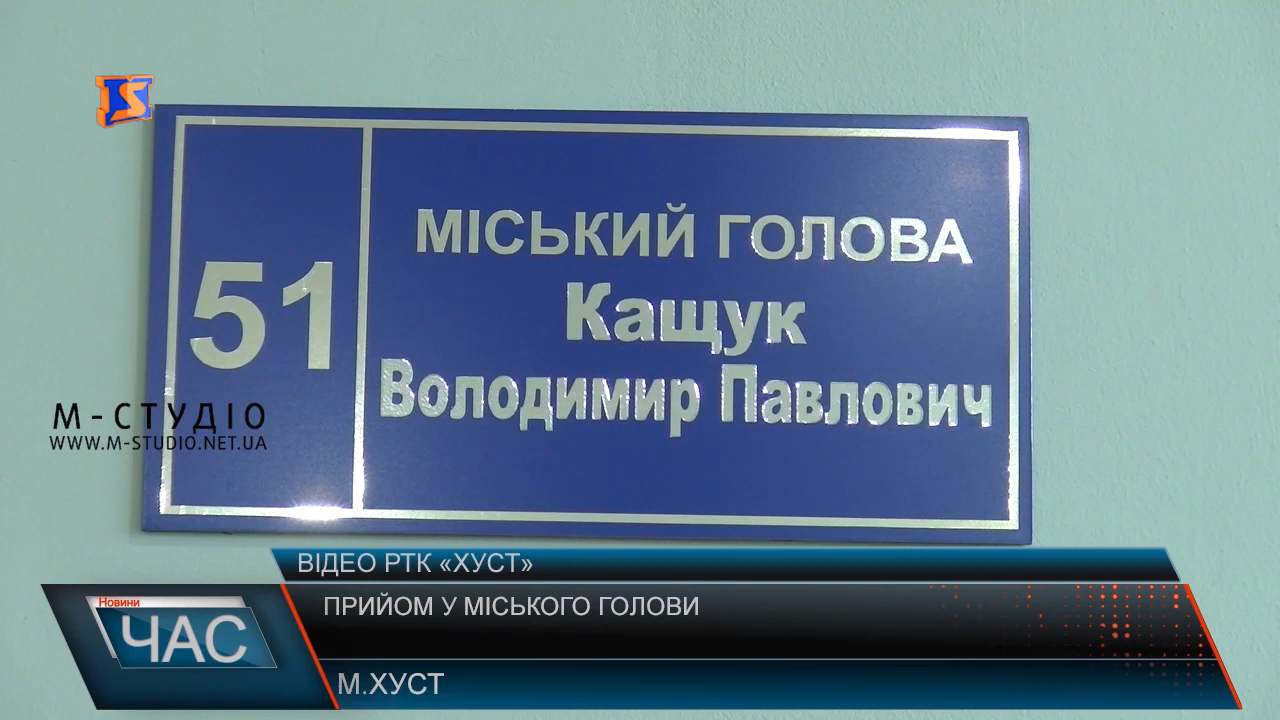 51
МІСЬКИЙ ГОЛОВА
Кащук
Володимир Павлович
М-СТУДІО
WWW.M-STUDIO.NET.UA
ВІДЕО РТК «ХУСТ»
Новини
ЧАС
ПРИЙОМ У МІСЬКОГО ГОЛОВИ
М.ХУСТ